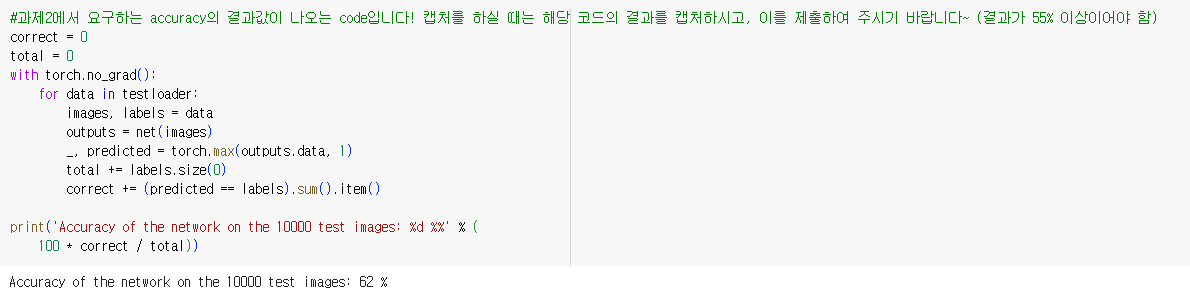 #과제2에서 요구하는 accuracy의 결과값이 나오는 code입니다! 캡처를 하실 때는 해당 코드의 결과를 캡처하시고, 이를 제출하여 주시기 바랍니다~ (결과가 55% 이상이어야 함)
correct = 0
total = 0
with torch.no_grad():
    for data in testloader:
        images, labels = data
        outputs = net(images)
        _, predicted = torch.max(outputs.data, 1)
        total += labels.size(0)
        correct += (predicted == labels).sum().item()

print('Accuracy of the network on the 10000 test images: %d %%' % (
    100 * correct / total))
Accuracy of the network on the 10000 test images: 62 %